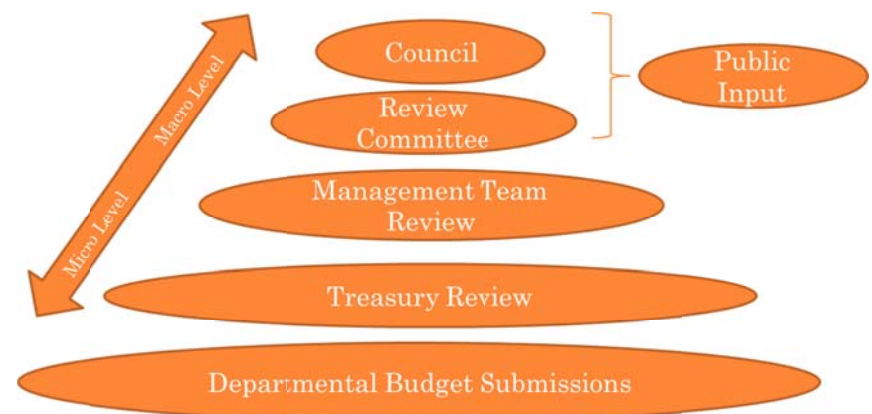 Council
Review
Committee
Public
Input
Macro Level
Micro Level
Management Team
Review
Treasury Review
Departmental Budget Submissions